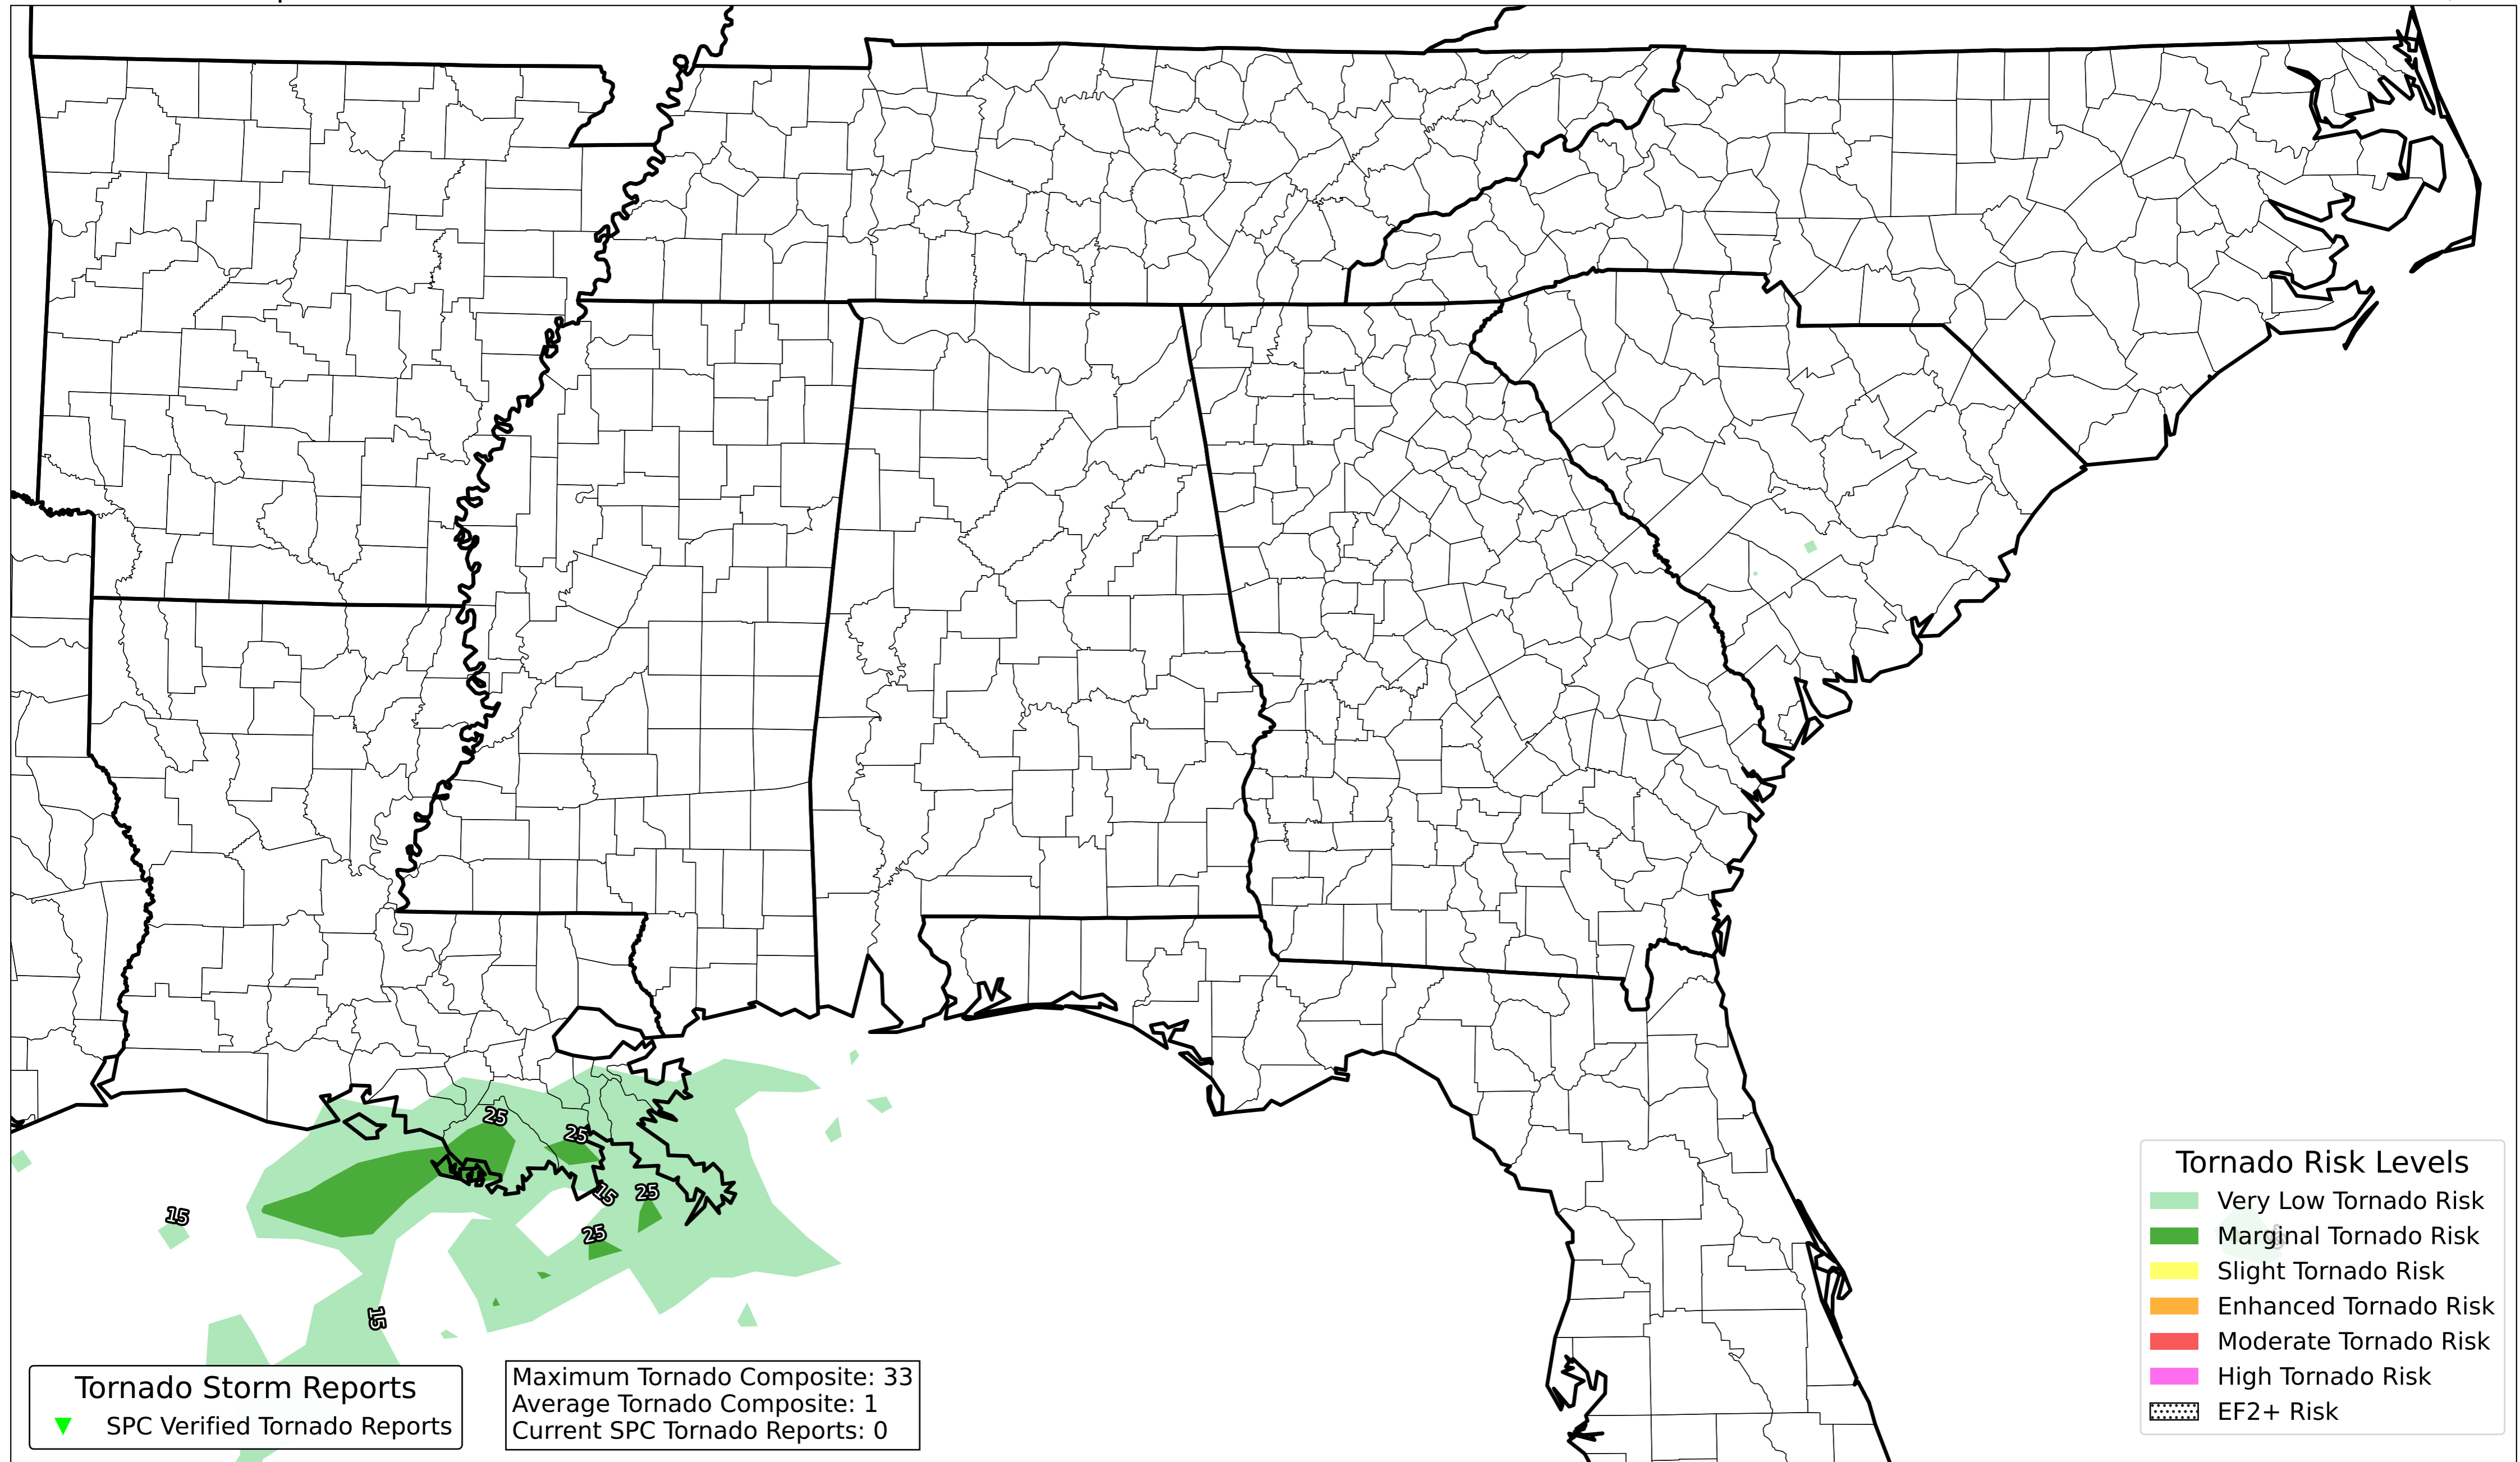 25
25
15
25
15
25
15
Tornado Risk Levels
Very Low Tornado Risk
Marginal Tornado Risk
Slight Tornado Risk
Enhanced Tornado Risk
Moderate Tornado Risk
High Tornado Risk
EF2+ Risk
Tornado Storm Reports
SPC Verified Tornado Reports
Maximum Tornado Composite: 33
Average Tornado Composite: 1
Current SPC Tornado Reports: 0